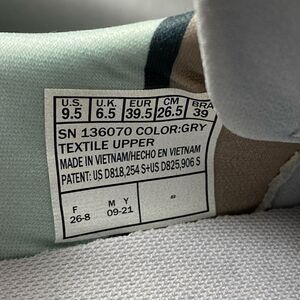 U.S. U.K. EUR CM BRA
9.5 6.5 39.5 26.5 39
SN 136070 COLOR:GRY
TEXTILE UPPER
MADE IN VIETNAM/HECHO EN VIETNAM
PATENT: US D818,254 S+US D825,906 S
F M Y
26-8 09-21